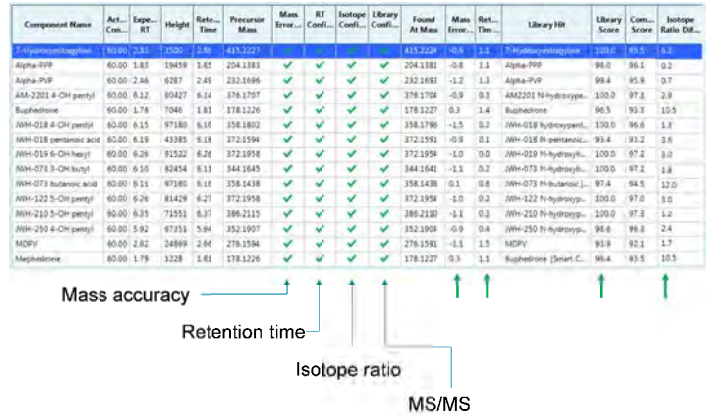 Component Name Act... Con... Expe... RT Height Rete... Time Precursor Mass Mass Error... RT Confi... Isotope Confi... Library Confi... Found At Mass Mass Error... Ret... Tim... Library Hit Library Score Com... Score Isotope Ratio Dif...
7-Hydroxymitragynine 60.00 2.83 3500 2.86 415.2227 ✓ ✓ ✓ ✓ 415.2224 -0.9 1.1 7-Hydroxymitragynine 100.0 95.5 6.2
Alpha-PPP 60.00 1.83 19459 1.85 204.1383 ✓ ✓ ✓ ✓ 204.1381 -0.8 1.1 Alpha-PPP 98.0 96.1 0.2
Alpha-PVP 60.00 2.46 6287 2.49 232.1696 ✓ ✓ ✓ ✓ 232.1693 -1.2 1.3 Alpha-PVP 99.4 95.9 0.7
AM-2201 4-OH pentyl 60.00 6.12 80427 6.14 376.1707 ✓ ✓ ✓ ✓ 376.1704 -0.9 0.3 AM2201 N-hydroxype... 100.0 97.3 2.9
Buphedrone 60.00 1.78 7046 1.81 178.1226 ✓ ✓ ✓ ✓ 178.1227 0.3 1.4 Buphedrone 96.5 93.3 10.5
JWH-018 4-OH pentyl 60.00 6.15 97180 6.16 358.1802 ✓ ✓ ✓ ✓ 358.1796 -1.5 0.2 JWH-018 hydroxypent... 100.0 96.6 1.3
JWH-018 pentanoic acid 60.00 6.19 43385 6.18 372.1594 ✓ ✓ ✓ ✓ 372.1591 -0.9 0.1 JWH-018 N-pentanoic... 93.4 93.2 3.6
JWH-019 6-OH hexyl 60.00 6.26 91522 6.26 372.1958 ✓ ✓ ✓ ✓ 372.1954 -1.0 0.0 JWH-019 N-hydroxyh... 100.0 97.2 3.0
JWH-073 3-OH butyl 60.00 6.10 82454 6.11 344.1645 ✓ ✓ ✓ ✓ 344.1641 -1.1 0.2 JWH-073 N-hydroxyb... 100.0 97.2 1.8
JWH-073 butanoic acid 60.00 6.11 97180 6.16 358.1438 ✓ ✓ ✓ ✓ 358.1438 0.1 0.8 JWH-073 N-butanoic |... 97.4 94.5 12.0
JWH-122 5-OH pentyl 60.00 6.26 81429 6.27 372.1958 ✓ ✓ ✓ ✓ 372.1954 -1.0 0.2 JWH-122 N-hydroxyp... 100.0 97.0 3.0
JWH-210 5-OH pentyl 60.00 6.35 71551 6.37 386.2115 ✓ ✓ ✓ ✓ 386.2110 -1.1 0.3 JWH-210 N-hydroxyp... 100.0 97.3 1.2
JWH-250 4-OH pentyl 60.00 5.92 67351 5.94 352.1907 ✓ ✓ ✓ ✓ 352.1904 -0.9 0.4 JWH-250 N-hydroxyp... 98.6 96.3 2.4
MDPV 60.00 2.62 24869 2.66 276.1594 ✓ ✓ ✓ ✓ 276.1591 -1.1 1.5 MDPV 91.9 92.1 1.7
Mephedrone 60.00 1.79 1228 1.81 178.1226 ✓ ✓ ✓ ✓ 178.1227 0.3 1.1 Buphedrone [Smart C... 96.4 93.5 10.5
Mass accuracy
Retention time
Isotope ratio
MS/MS